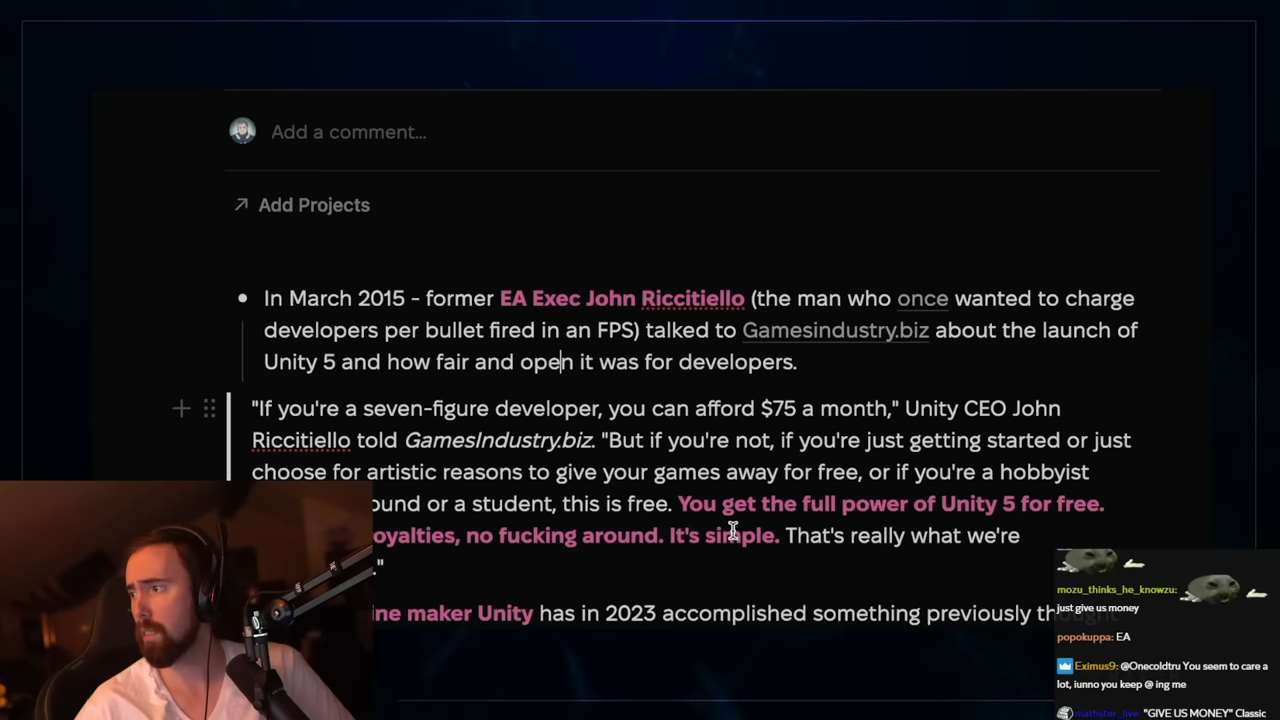 Add a comment...
Add Projects
In March 2015 - former EA Exec John Riccitiello (the man who once wanted to charge
developers per bullet fired in an FPS) talked to Gamesindustry.biz about the launch of
Unity 5 and how fair and open it was for developers.
"If you're a seven-figure developer, you can afford $75 a month," Unity CEO John
Riccitiello told GamesIndustry.biz. "But if you're not, if you're just getting started or just
choose for artistic reasons to give your games away for free, or if you're a hobbyist
ound or a student, this is free. You get the full power of Unity 5 for free.
oyalties, no fucking around. It's simple. That's really what we're
."
ine maker Unity has in 2023 accomplished something previously thought
mozu_thinks_he_knowzu:
just give us money
popokuppa: EA
Eximus9: @Onecoldtru You seem to care a
lot, iunno you keep @ ing me
mathster_live: "GIVE US MONEY" Classic